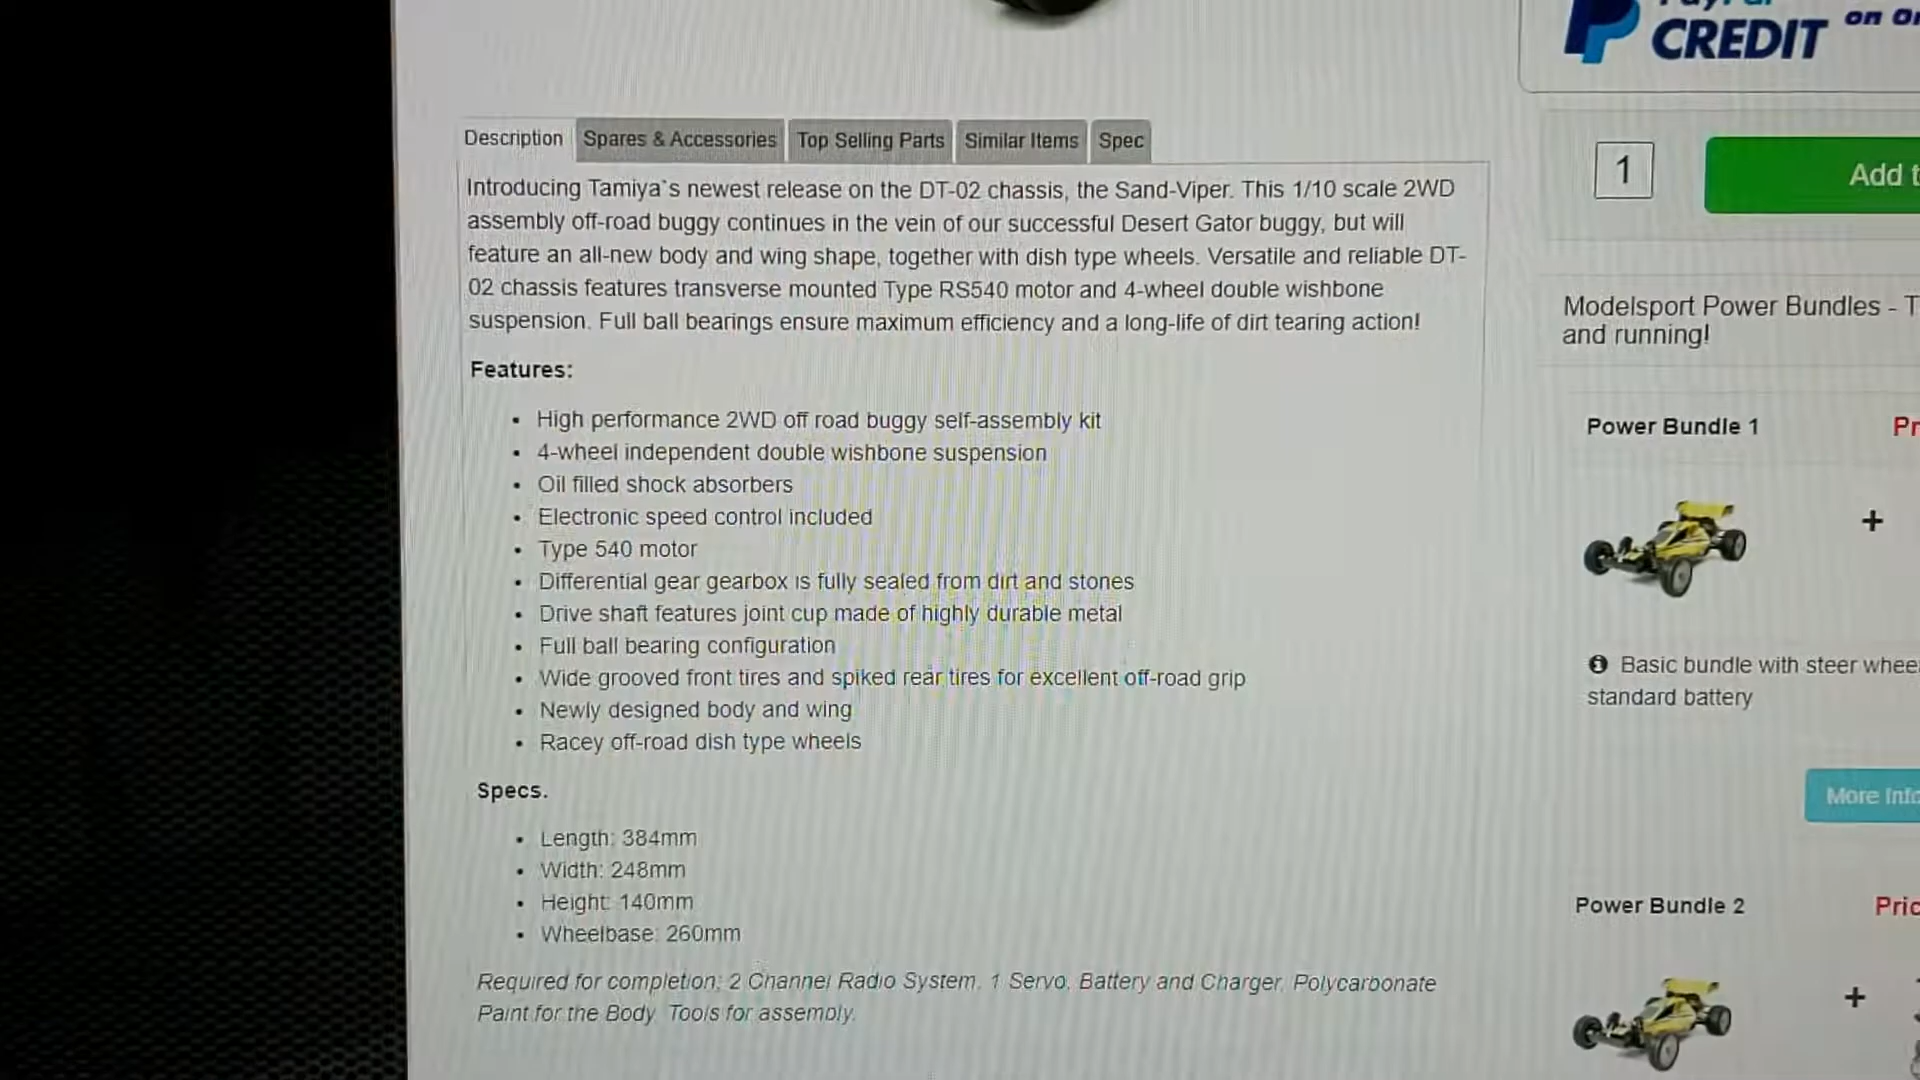 PayPal
CREDIT
on
Description
Spares & Accessories
Top Selling Parts
Similar Items
Spec
1
Add
Introducing Tamiya`s newest release on the DT-02 chassis, the Sand-Viper. This 1/10 scale 2WD
assembly off-road buggy continues in the vein of our successful Desert Gator buggy, but will
feature an all-new body and wing shape, together with dish type wheels. Versatile and reliable DT-
02 chassis features transverse mounted Type RS540 motor and 4-wheel double wishbone
suspension. Full ball bearings ensure maximum efficiency and a long-life of dirt tearing action!
Features:
• High performance 2WD off road buggy self-assembly kit
• 4-wheel independent double wishbone suspension
• Oil filled shock absorbers
• Electronic speed control included
• Type 540 motor
• Differential gear gearbox is fully sealed from dirt and stones
• Drive shaft features joint cup made of highly durable metal
• Full ball bearing configuration
• Wide grooved front tires and spiked rear tires for excellent off-road grip
• Newly designed body and wing
• Racey off-road dish type wheels
Specs.
• Length: 384mm
• Width: 248mm
• Height: 140mm
• Wheelbase: 260mm
Required for completion; 2 Channel Radio System, 1 Servo, Battery and Charger, Polycarbonate
Paint for the Body, Tools for assembly.
Modelsport Power Bundles -
and running!
Power Bundle 1
+
Basic bundle with steer
standard battery
More
Power Bundle 2
+